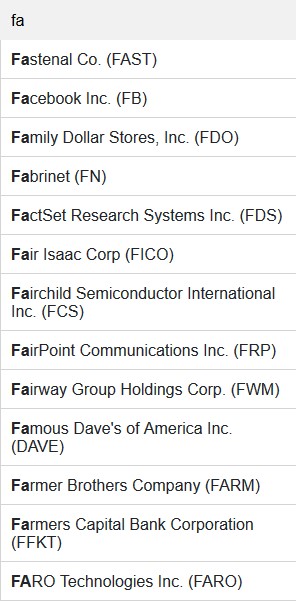 fa
Fastenal Co. (FAST)
Facebook Inc. (FB)
Family Dollar Stores, Inc. (FDO)
Fabrinet (FN)
FactSet Research Systems Inc. (FDS)
Fair Isaac Corp (FICO)
Fairchild Semiconductor International
Inc. (FCS)
FairPoint Communications Inc. (FRP)
Fairway Group Holdings Corp. (FWM)
Famous Dave's of America Inc.
(DAVE)
Farmer Brothers Company (FARM)
Farmers Capital Bank Corporation
(FFKT)
FARO Technologies Inc. (FARO)